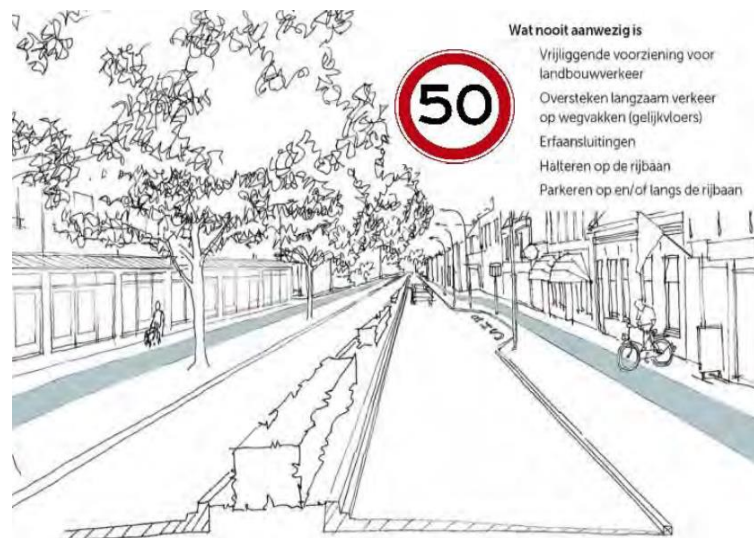 Wat nooit aanwezig is
Vrijliggende voorziening voor
landbouwverkeer
50
Oversteken langzaam verkeer
op wegvakken (gelijkvloers)
Erfaansluitingen
Halteren op de rijbaan
Parkeren op en/of langs de rijbaan
BUS